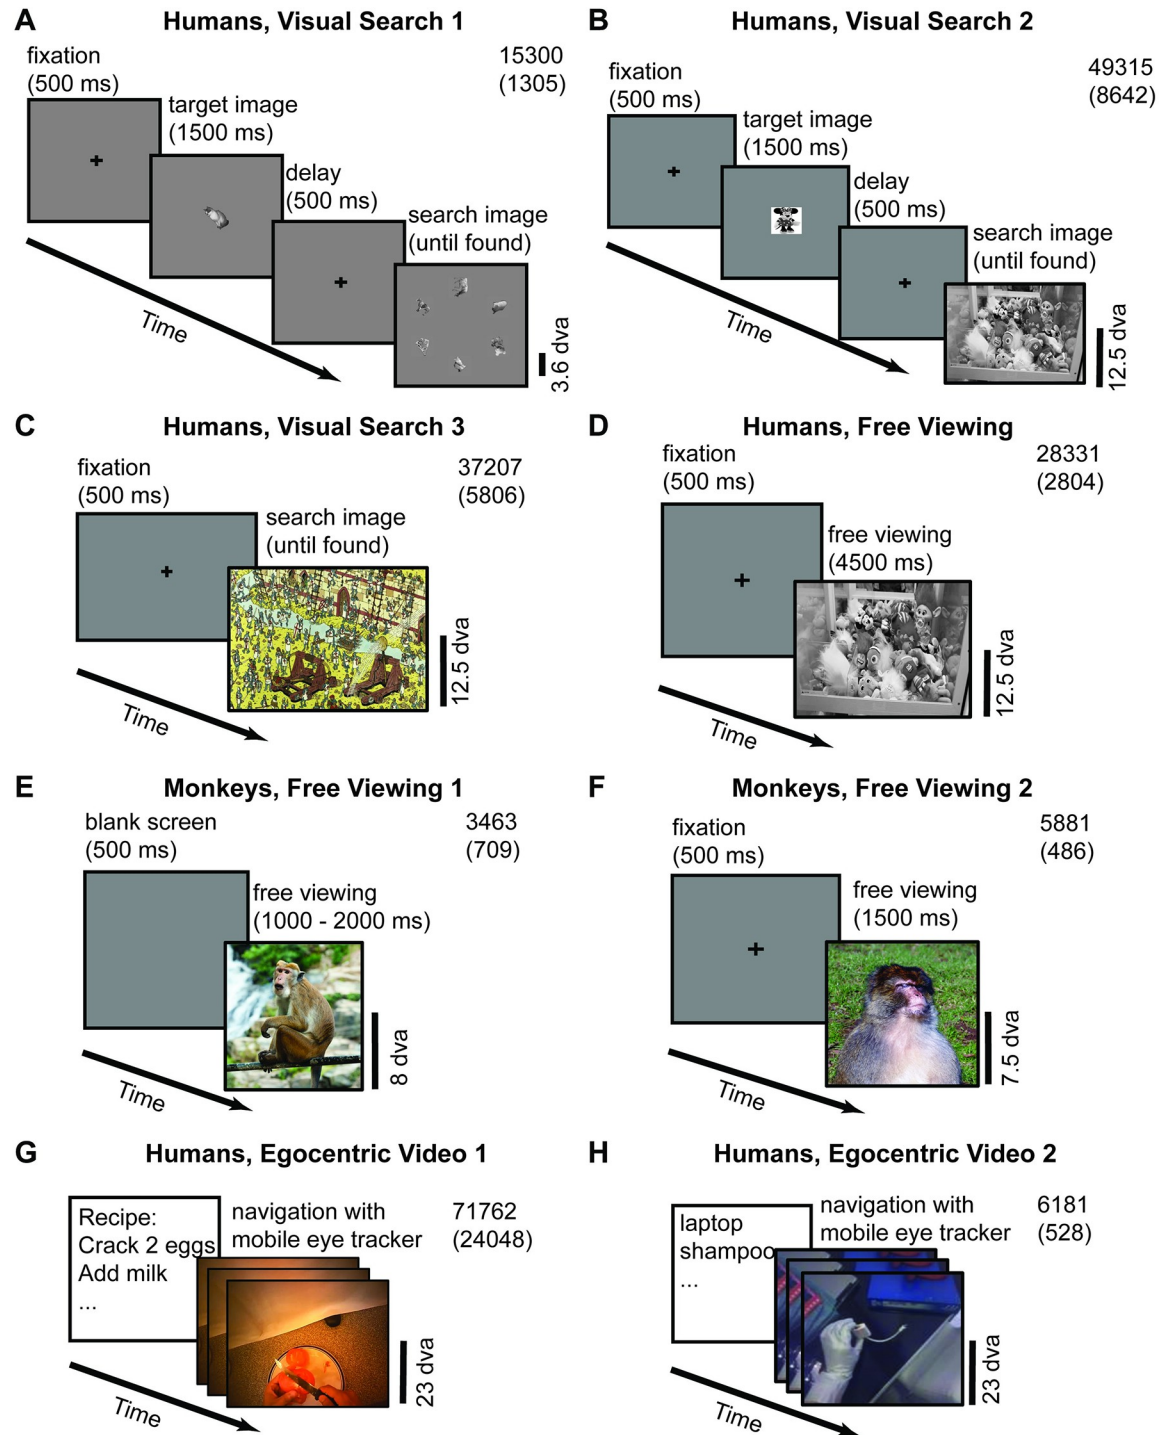 A
Humans, Visual Search 1
fixation
(500 ms)
15300
(1305)
target image
(1500 ms)
delay
(500 ms)
search image
(until found)
Time
3.6 dva
B
Humans, Visual Search 2
fixation
(500 ms)
49315
(8642)
target image
(1500 ms)
delay
(500 ms)
search image
(until found)
Time
12.5 dva
C
Humans, Visual Search 3
fixation
(500 ms)
37207
(5806)
search image
(until found)
Time
12.5 dva
D
Humans, Free Viewing
fixation
(500 ms)
28331
(2804)
free viewing
(4500 ms)
Time
12.5 dva
E
Monkeys, Free Viewing 1
blank screen
(500 ms)
3463
(709)
free viewing
(1000 - 2000 ms)
Time
8 dva
F
Monkeys, Free Viewing 2
fixation
(500 ms)
5881
(486)
free viewing
(1500 ms)
Time
7.5 dva
G
Humans, Egocentric Video 1
Recipe:
Crack 2 eggs
Add milk
...
navigation with
mobile eye tracker
71762
(24048)
Time
23 dva
H
Humans, Egocentric Video 2
laptop
shampoo
...
navigation with
mobile eye tracker
6181
(528)
Time
23 dva